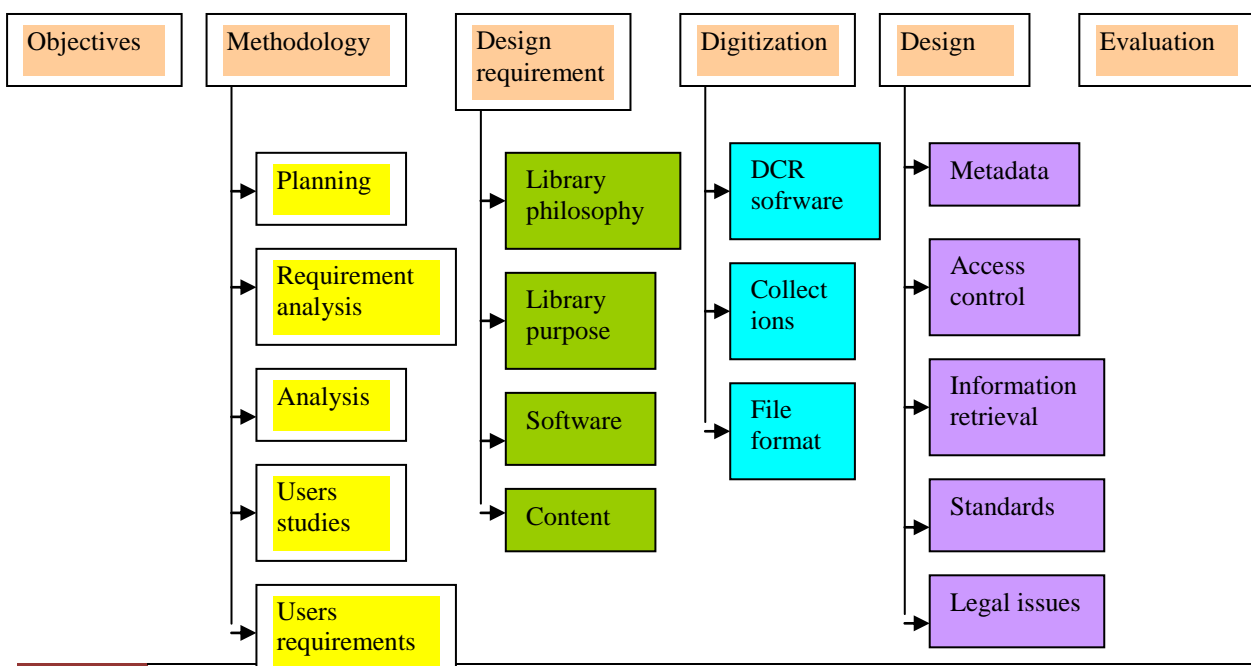 Objectives
Methodology
Design
requirement
Digitization
Design
Evaluation
Planning
Requirement
analysis
Analysis
Users
studies
Users
requirements
Library
philosophy
Library
purpose
Software
Content
DCR
sofrware
Collect
ions
File
format
Metadata
Access
control
Information
retrieval
Standards
Legal issues